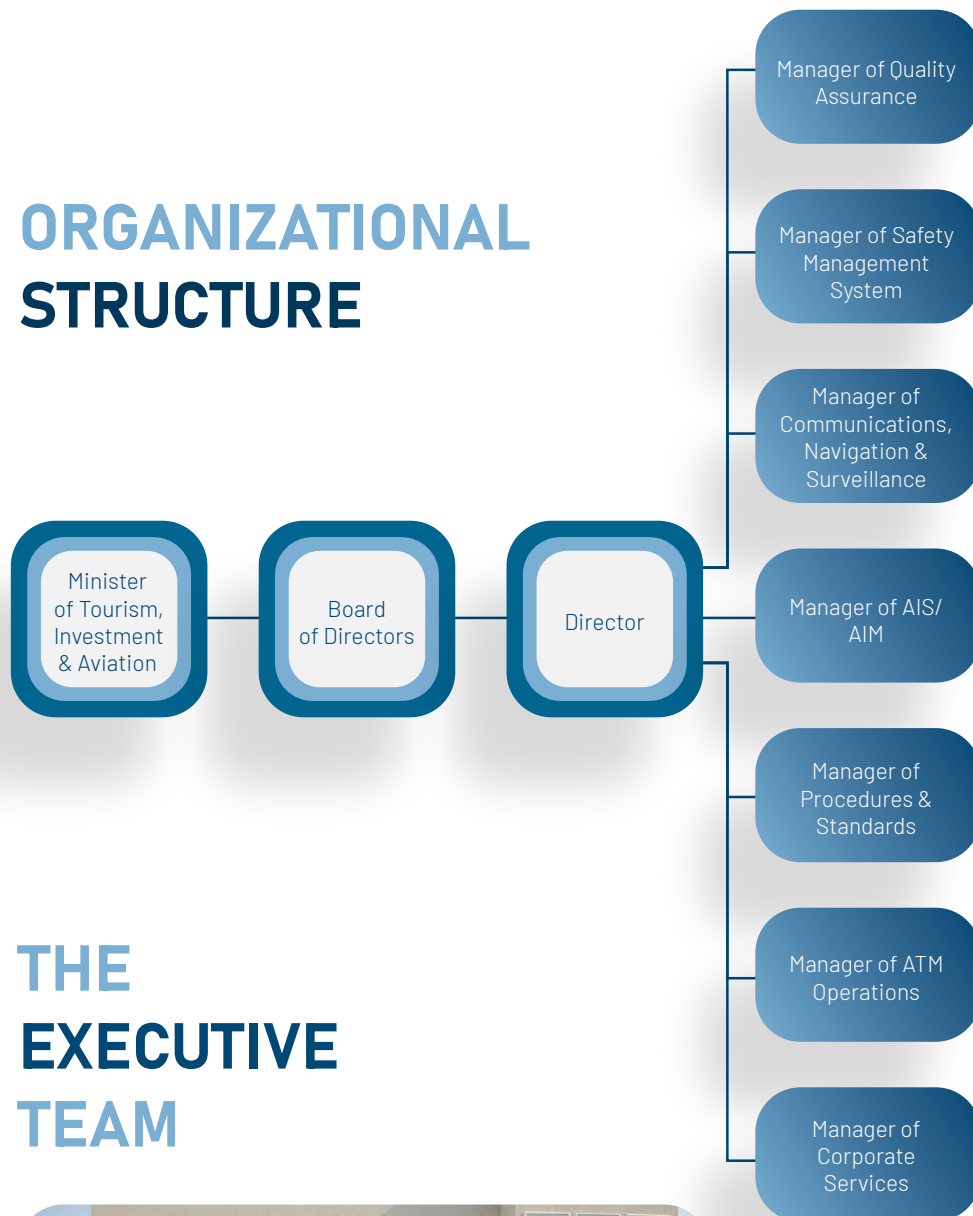 ORGANIZATIONAL
STRUCTURE
Minister
of Tourism,
Investment
& Aviation
Board
of Directors
Director
Manager of Quality
Assurance
Manager of Safety
Management
System
Manager of
Communications,
Navigation &
Surveillance
Manager of AIS/
AIM
Manager of
Procedures &
Standards
Manager of ATM
Operations
Manager of
Corporate
Services
THE
EXECUTIVE
TEAM